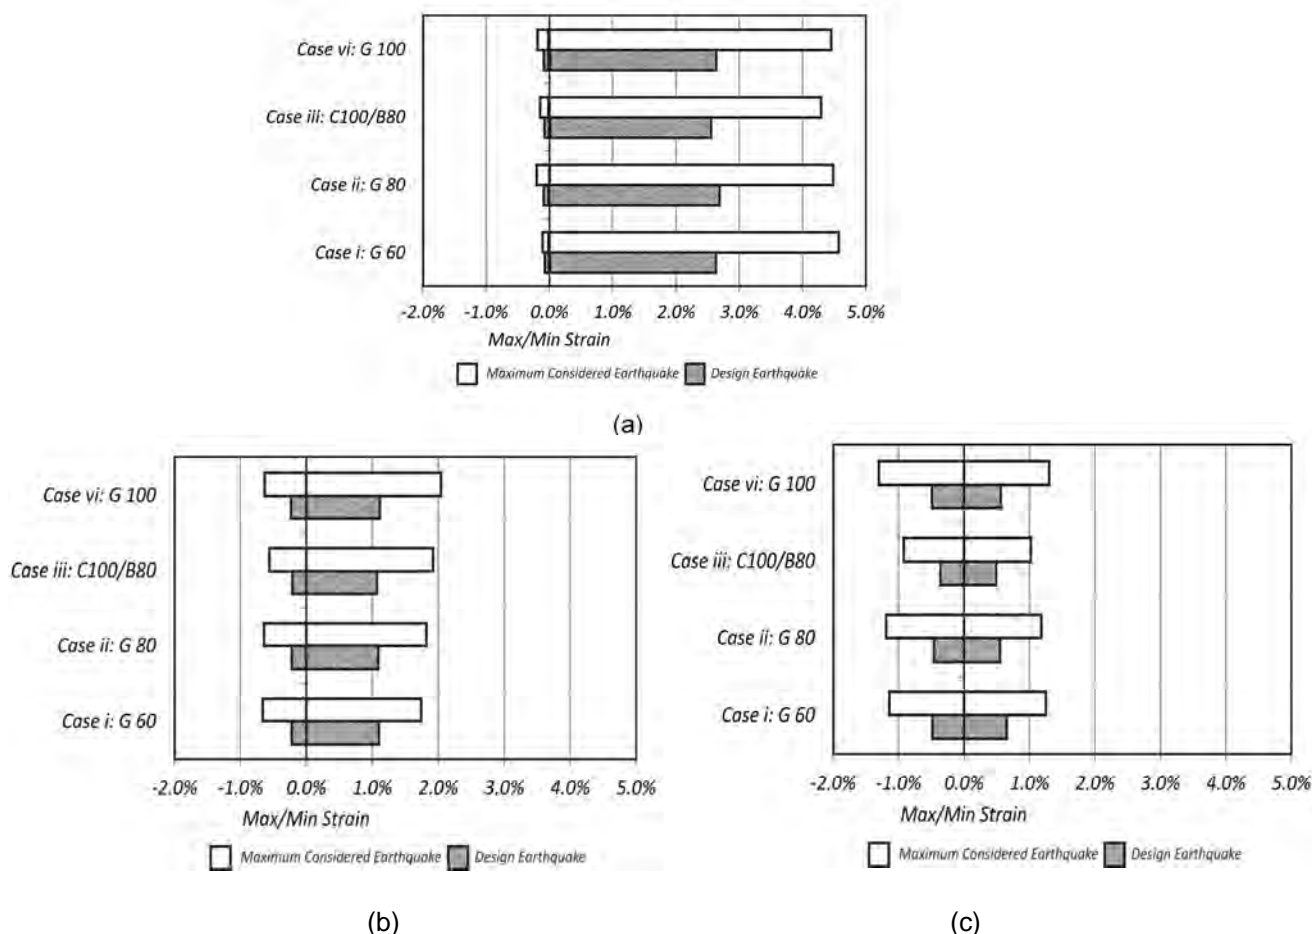 Case vi: G 100
Case iii: C100/B80
Case ii: G 80
Case i: G 60
-2.0% -1.0% 0.0% 1.0% 2.0% 3.0% 4.0% 5.0%
Max/Min Strain
Maximum Considered Earthquake Design Earthquake
(a)
Case vi: G 100
Case iii: C100/B80
Case ii: G 80
Case i: G 60
-2.0% -1.0% 0.0% 1.0% 2.0% 3.0% 4.0% 5.0%
Max/Min Strain
Maximum Considered Earthquake Design Earthquake
(b)
Case vi: G 100
Case iii: C100/B80
Case ii: G 80
Case i: G 60
-2.0% -1.0% 0.0% 1.0% 2.0% 3.0% 4.0% 5.0%
Max/Min Strain
Maximum Considered Earthquake Design Earthquake
(c)